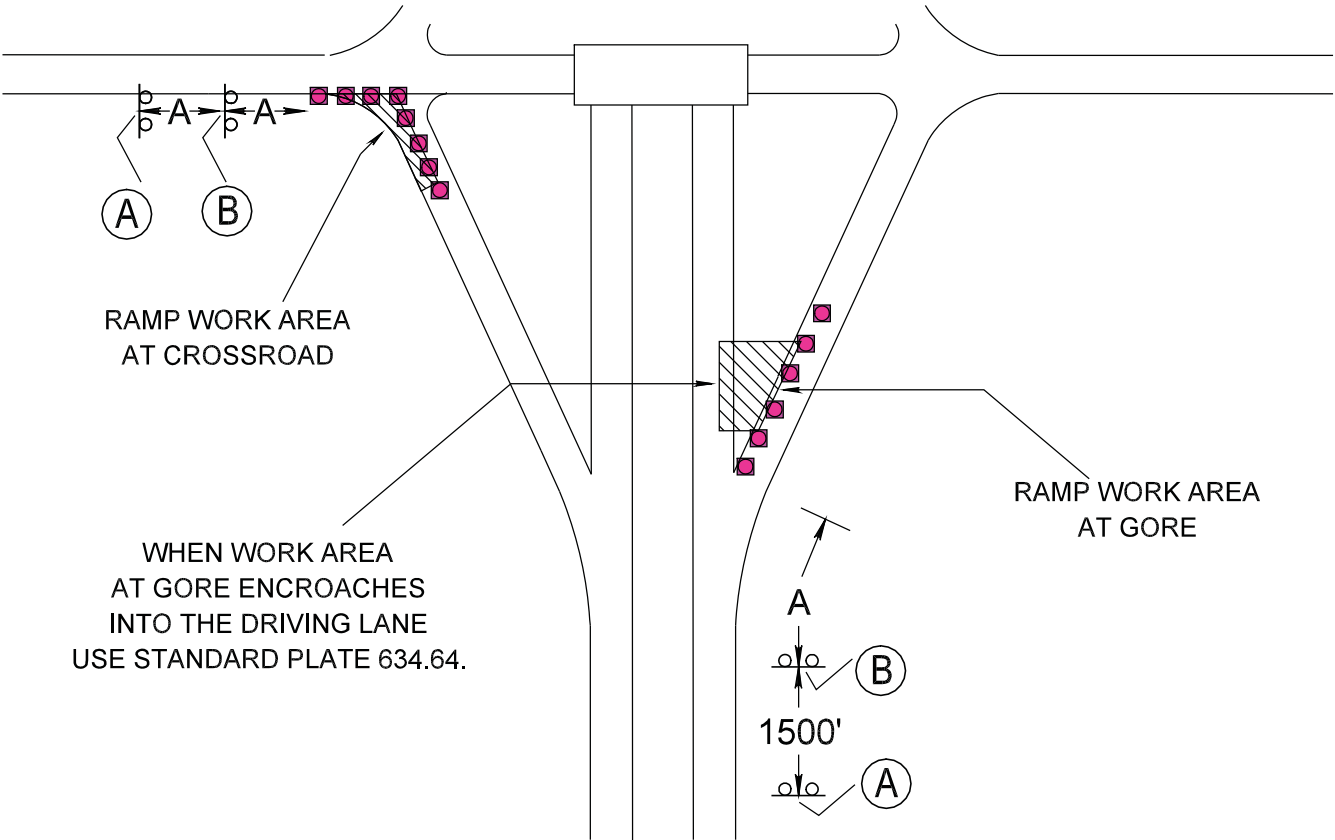 A A
A B
RAMP WORK AREA
AT CROSSROAD
RAMP WORK AREA
AT GORE
WHEN WORK AREA
AT GORE ENCROACHES
INTO THE DRIVING LANE
USE STANDARD PLATE 634.64.
A
B
1500'
A